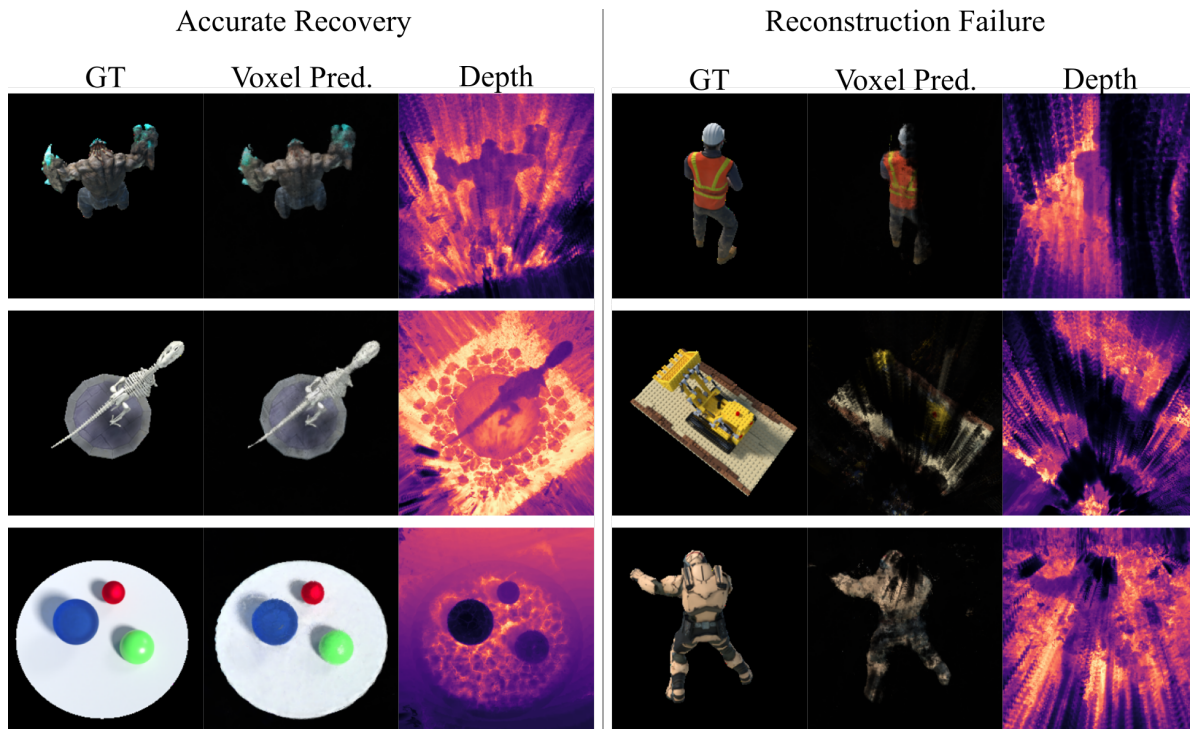 Accurate Recovery
Reconstruction Failure
GT
Voxel Pred.
Depth
GT
Voxel Pred.
Depth